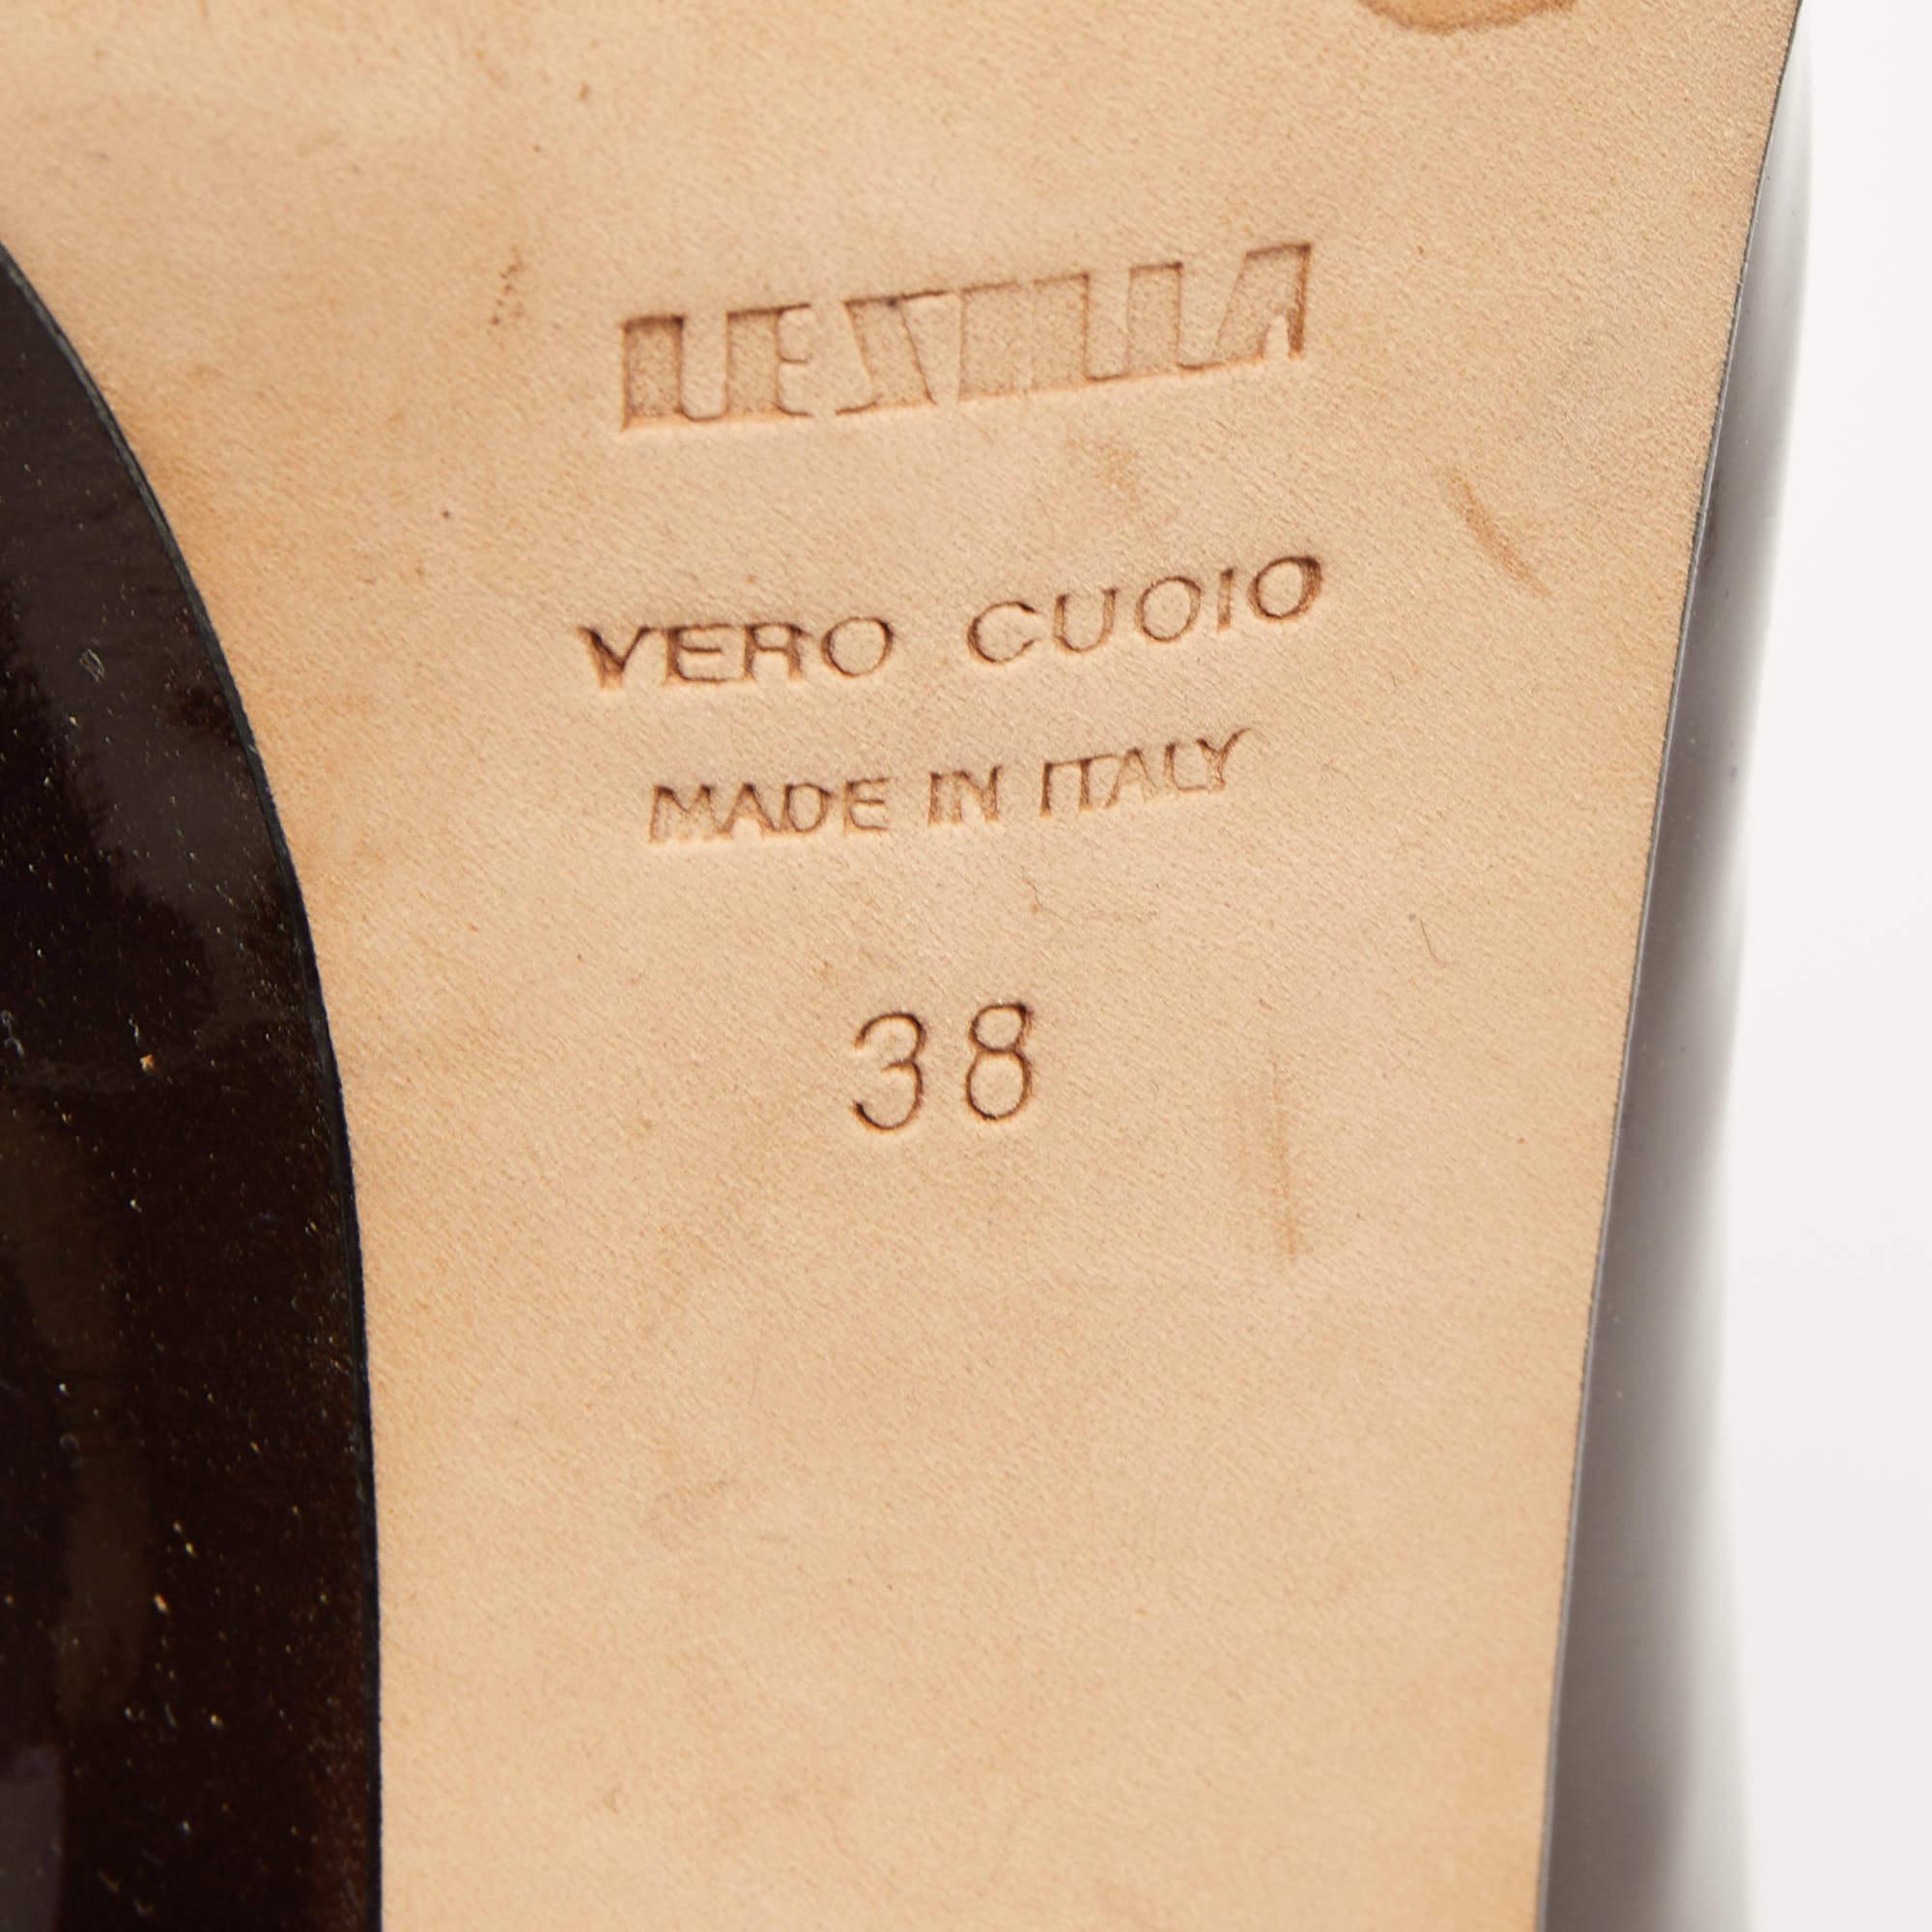 LE SILLA
VERO CUOIO
MADE IN ITALY
38